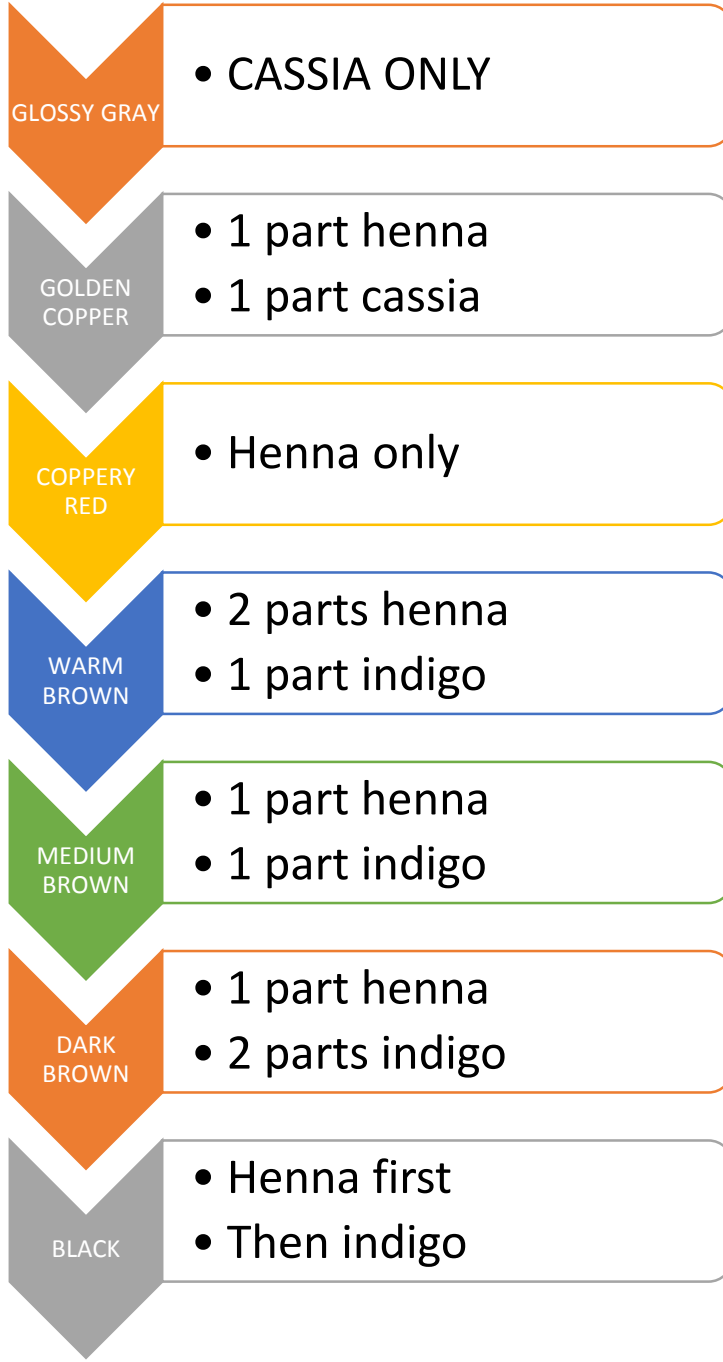 GLOSSY GRAY
• CASSIA ONLY
GOLDEN
COPPER
• 1 part henna
• 1 part cassia
COPPERY
RED
• Henna only
WARM
BROWN
• 2 parts henna
• 1 part indigo
MEDIUM
BROWN
• 1 part henna
• 1 part indigo
DARK
BROWN
• 1 part henna
• 2 parts indigo
BLACK
• Henna first
• Then indigo